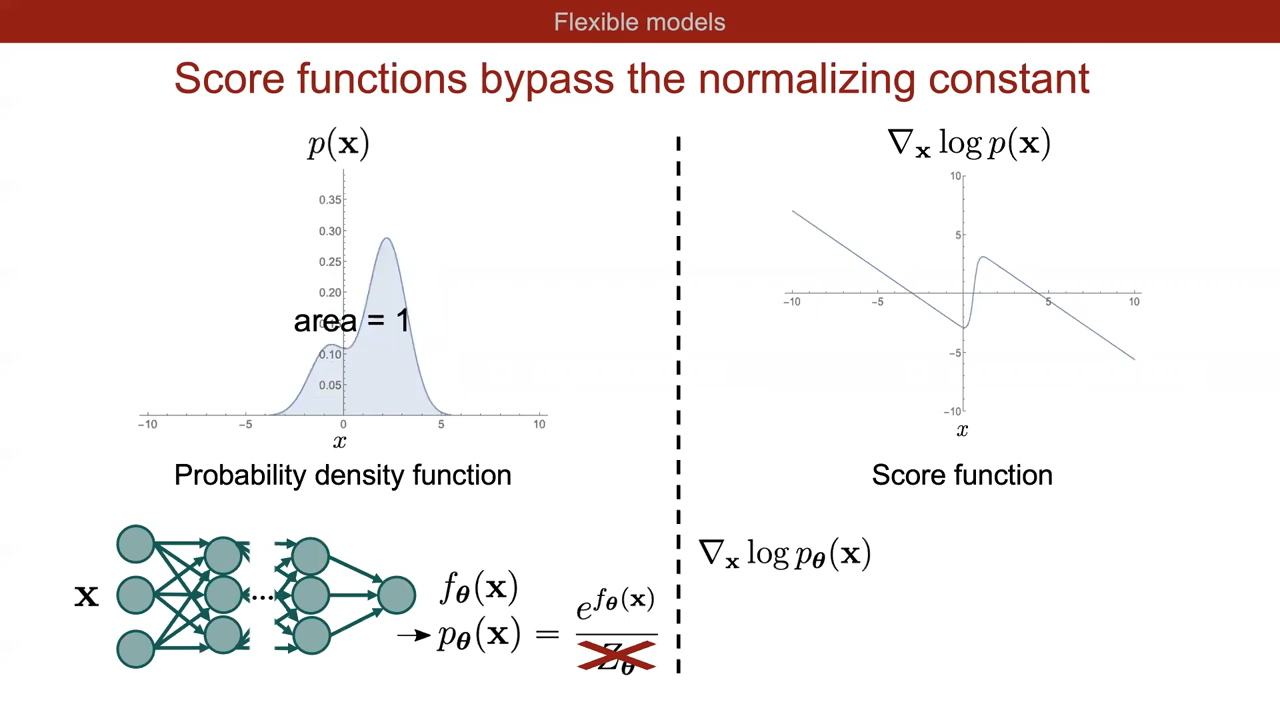 Flexible models
Score functions bypass the normalizing constant
p(𝐱)
0.35
0.30
0.25
0.20
area = 1
0.10
0.05
−10 −5 0 5 10
x
Probability density function
∇𝐱 log p(𝐱)
10
5
−10 −5 5 10
−5
−10
x
Score function
𝐱
...
f𝜽(𝐱)
p𝜽(𝐱) = e^{f𝜽(𝐱)} / Z𝜽
∇𝐱 log p𝜽(𝐱)